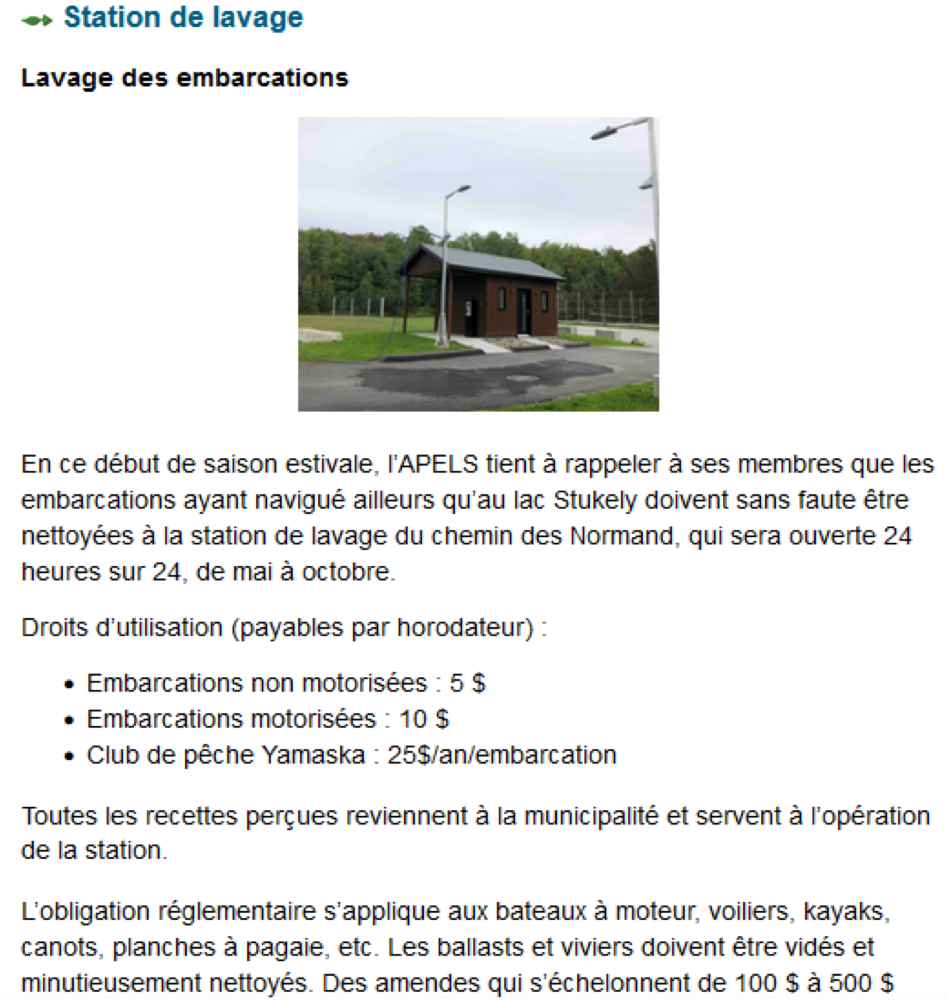 Station de lavage
Lavage des embarcations
En ce début de saison estivale, l'APELS tient à rappeler à ses membres que les
embarcations ayant navigué ailleurs qu'au lac Stukely doivent sans faute être
nettoyées à la station de lavage du chemin des Normand, qui sera ouverte 24
heures sur 24, de mai à octobre.
Droits d'utilisation (payables par horodateur) :
• Embarcations non motorisées : 5 $
• Embarcations motorisées : 10 $
• Club de pêche Yamaska : 25$/an/embarcation
Toutes les recettes perçues reviennent à la municipalité et servent à l'opération
de la station.
L'obligation réglementaire s'applique aux bateaux à moteur, voiliers, kayaks,
canots, planches à pagaie, etc. Les ballasts et viviers doivent être vidés et
minutieusement nettoyés. Des amendes qui s'échelonnent de 100 $ à 500 $